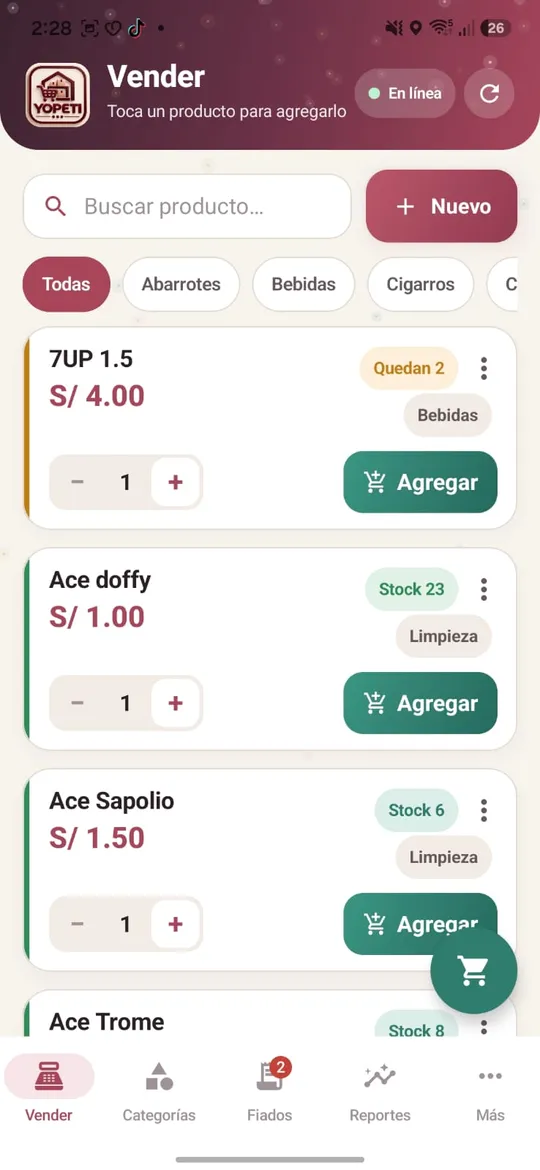 2:28
26
YOPETI
Vender
Toca un producto para agregarlo
En línea
Buscar producto...
+ Nuevo
Todas
Abarrotes
Bebidas
Cigarros
C
7UP 1.5
Quedan 2
S/ 4.00
Bebidas
− 1 +
Agregar
Ace doffy
Stock 23
S/ 1.00
Limpieza
− 1 +
Agregar
Ace Sapolio
Stock 6
S/ 1.50
Limpieza
− 1 +
Agregar
Ace Trome
Stock 8
2
Vender
Categorías
Fiados
Reportes
Más